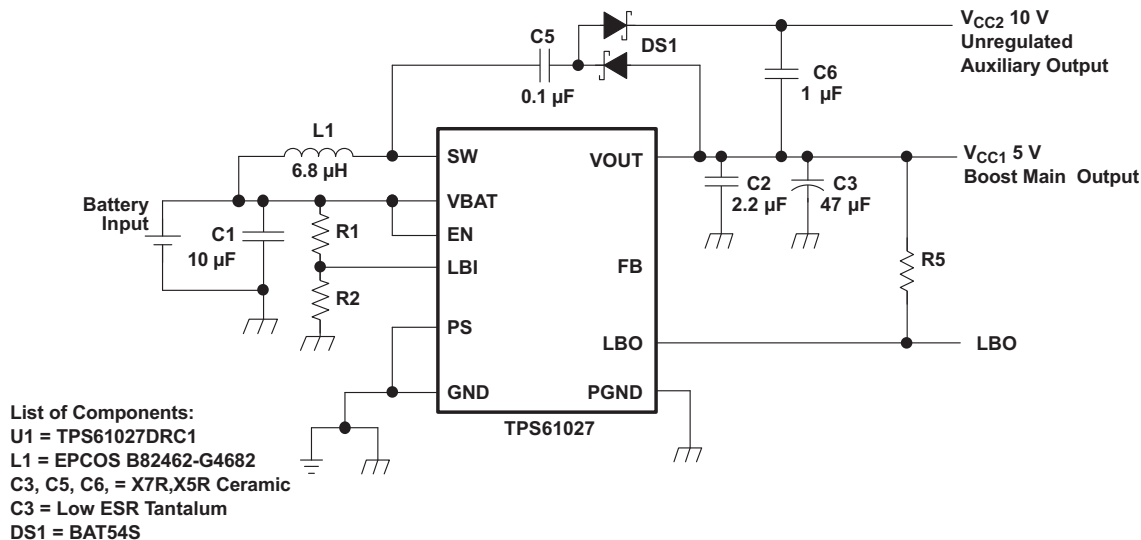 C5
0.1 µF
DS1
V_CC2 10 V
Unregulated
Auxiliary Output
C6
1 µF
L1
6.8 µH
SW
VOUT
V_CC1 5 V
Boost Main Output
C2
2.2 µF
C3
47 µF
Battery
Input
VBAT
C1
10 µF
R1
EN
LBI
FB
R5
R2
PS
LBO
LBO
GND
PGND
TPS61027
List of Components:
U1 = TPS61027DRC1
L1 = EPCOS B82462-G4682
C3, C5, C6, = X7R,X5R Ceramic
C3 = Low ESR Tantalum
DS1 = BAT54S